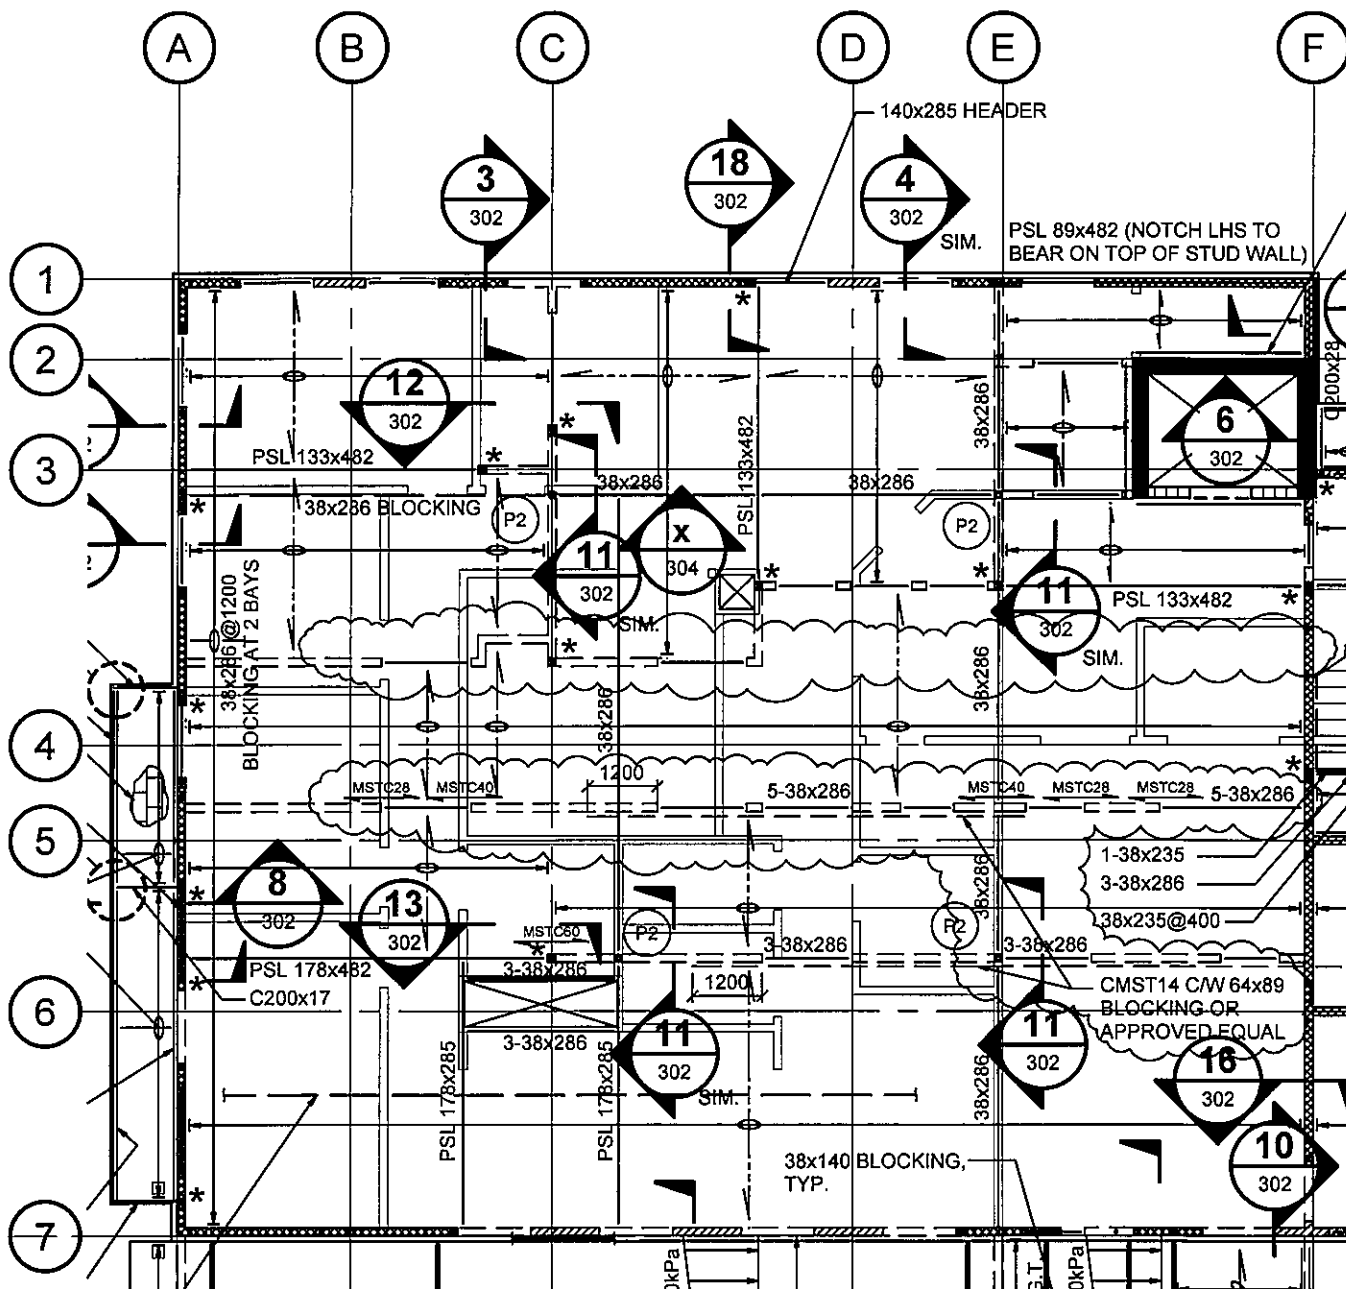 A B C D E F
140x285 HEADER
3
302
18
302
4
302
SIM.
PSL 89x482 (NOTCH LHS TO
BEAR ON TOP OF STUD WALL)
1
2
3
4
5
6
7
12
302
6
302
C200x28
PSL 133x482
38x286 BLOCKING
P2
38x286
PSL 133x482
38x286
38x286
P2
x
304
11
302
SIM.
11
302
SIM.
PSL 133x482
38x286@1200
BLOCKING AT 2 BAYS
38x286
38x286
1200
MSTC28
MSTC40
5-38x286
MSTC40
MSTC28
MSTC28
5-38x286
1-38x235
3-38x286
38x235@400
8
302
13
302
MSTC60
P2
P2
38x286
3-38x286
3-38x286
3-38x286
PSL 178x482
C200x17
1200
CMST14 C/W 64x89
BLOCKING OR
APPROVED EQUAL
3-38x286
11
302
SIM.
11
302
16
302
10
302
PSL 178x285
PSL 178x285
38x286
38x140 BLOCKING,
TYP.
0kPa
G.T.
0kPa